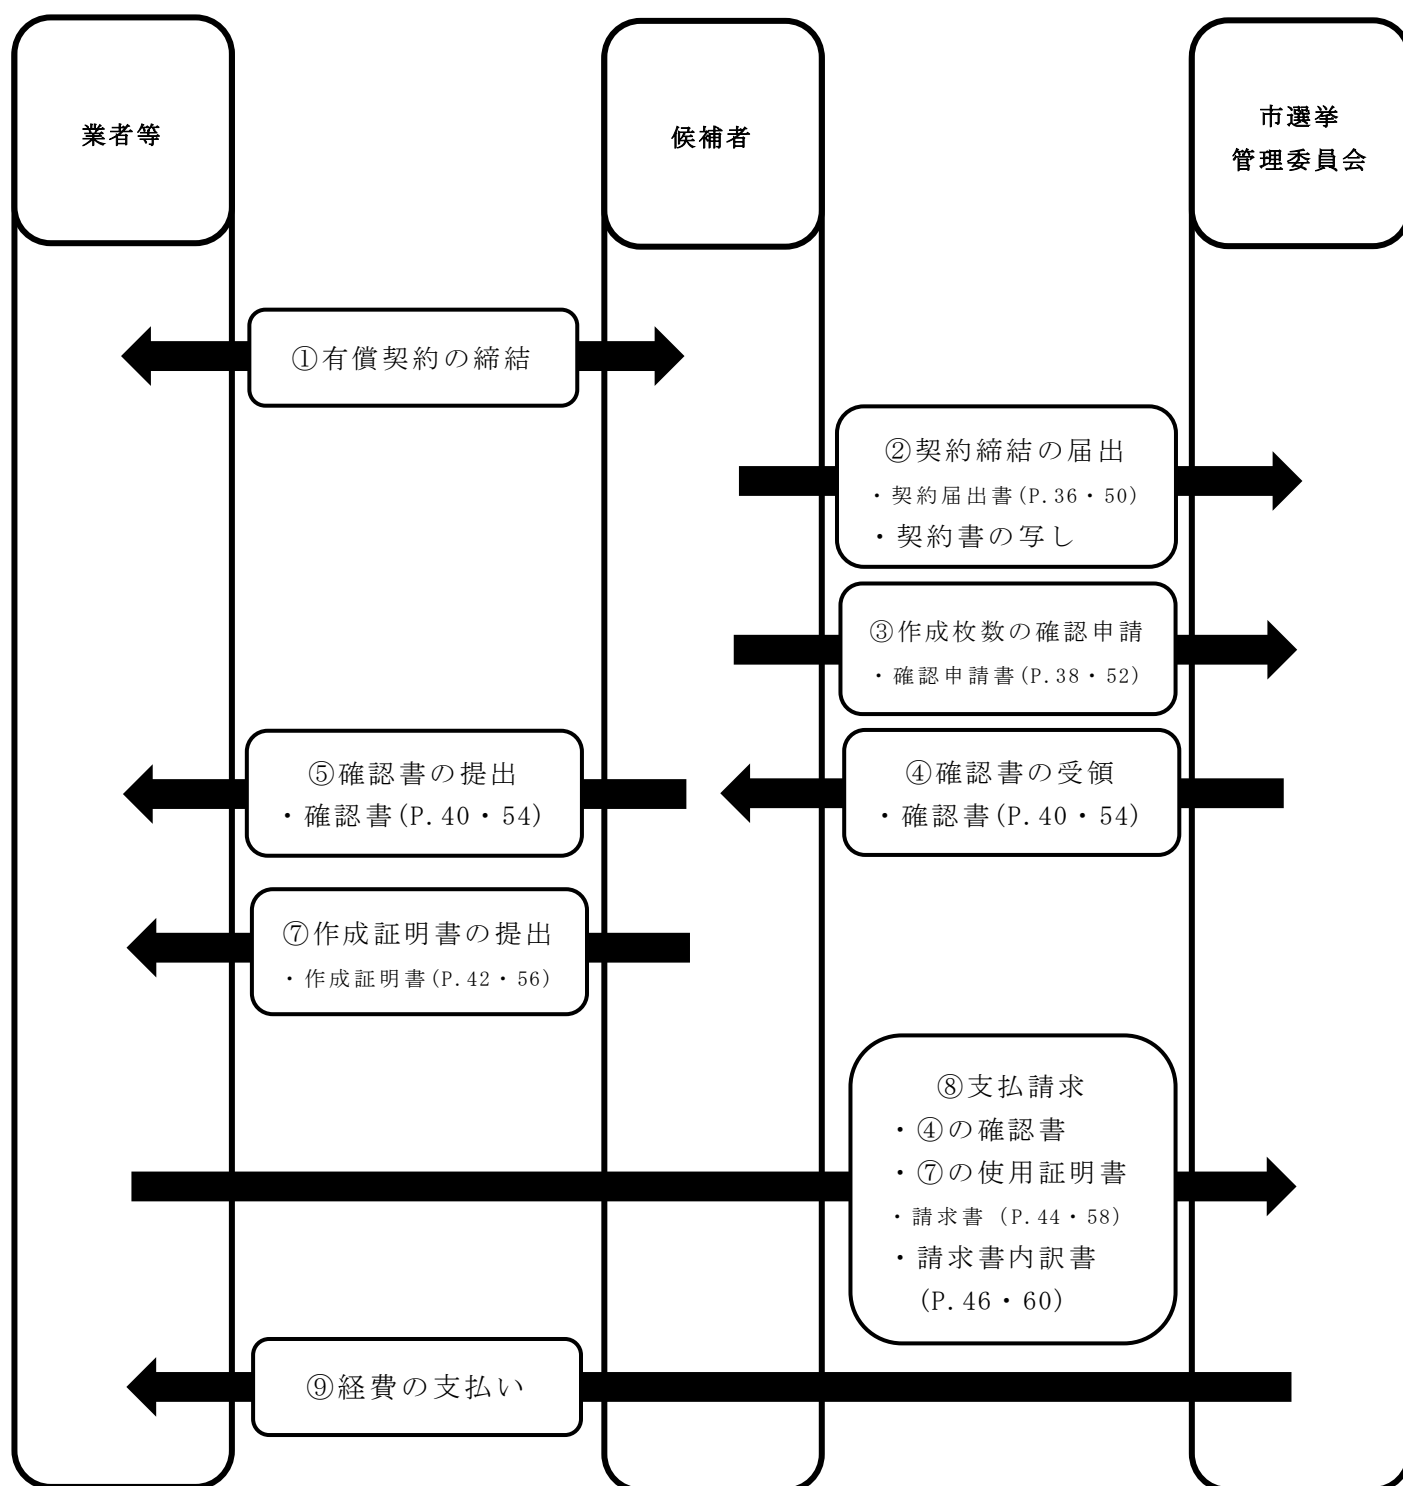 業者等
候補者
市選挙
管理委員会
①有償契約の締結
②契約締結の届出
・契約届出書(P.36・50)
・契約書の写し
③作成枚数の確認申請
・確認申請書(P.38・52)
⑤確認書の提出
・確認書(P.40・54)
④確認書の受領
・確認書(P.40・54)
⑦作成証明書の提出
・作成証明書(P.42・56)
⑧支払請求
・④の確認書
・⑦の使用証明書
・請求書 (P.44・58)
・請求書内訳書
(P.46・60)
⑨経費の支払い